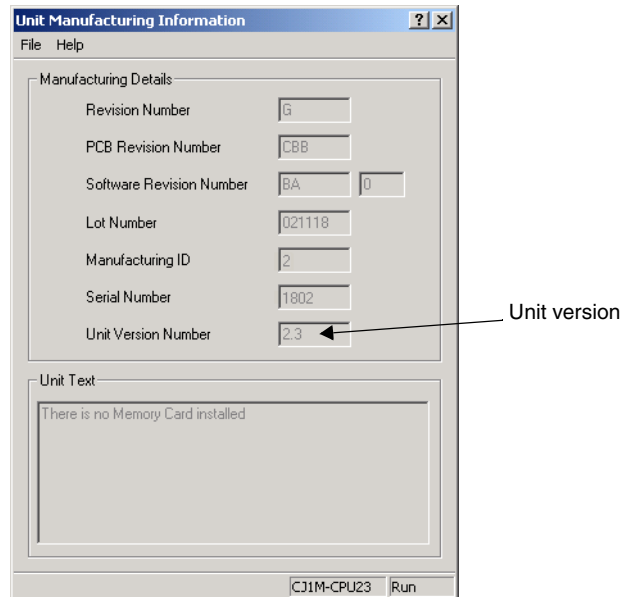 Unit Manufacturing Information
File Help
Manufacturing Details
Revision Number G
PCB Revision Number CBB
Software Revision Number BA 0
Lot Number 021118
Manufacturing ID 2
Serial Number 1802
Unit Version Number 2.3
Unit version
Unit Text
There is no Memory Card installed
CJ1M-CPU23 Run